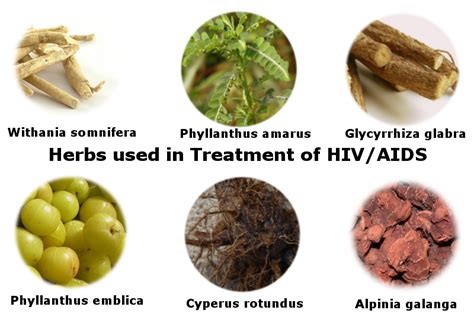 Withania somnifera
Phyllanthus amarus
Glycyrrhiza glabra
Herbs used in Treatment of HIV/AIDS
Phyllanthus emblica
Cyperus rotundus
Alpinia galanga